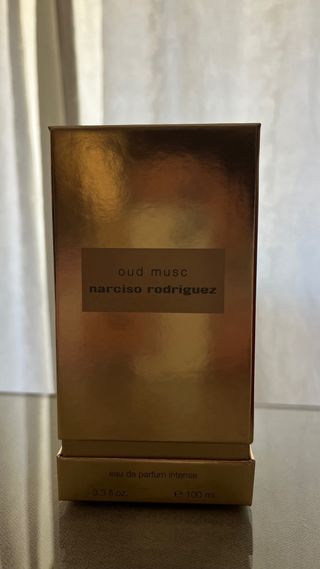 oud musc
narciso rodriguez
eau de parfum intense
3.3 fl.oz. ℮ 100 ml